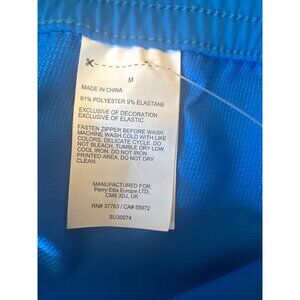 M
MADE IN CHINA
91% POLYESTER 9% ELASTANE
EXCLUSIVE OF DECORATION
EXCLUSIVE OF ELASTIC
FASTEN ZIPPER BEFORE WASH.
MACHINE WASH COLD WITH LIKE
COLORS. DELICATE CYCLE. DO
NOT BLEACH. TUMBLE DRY LOW.
COOL IRON. DO NOT IRON
PRINTED AREA. DO NOT DRY
CLEAN.
MANUFACTURED FOR:
Perry Ellis Europe LTD,
CM8 3DJ, UK
RN# 37763 / CA# 55972
SU30074